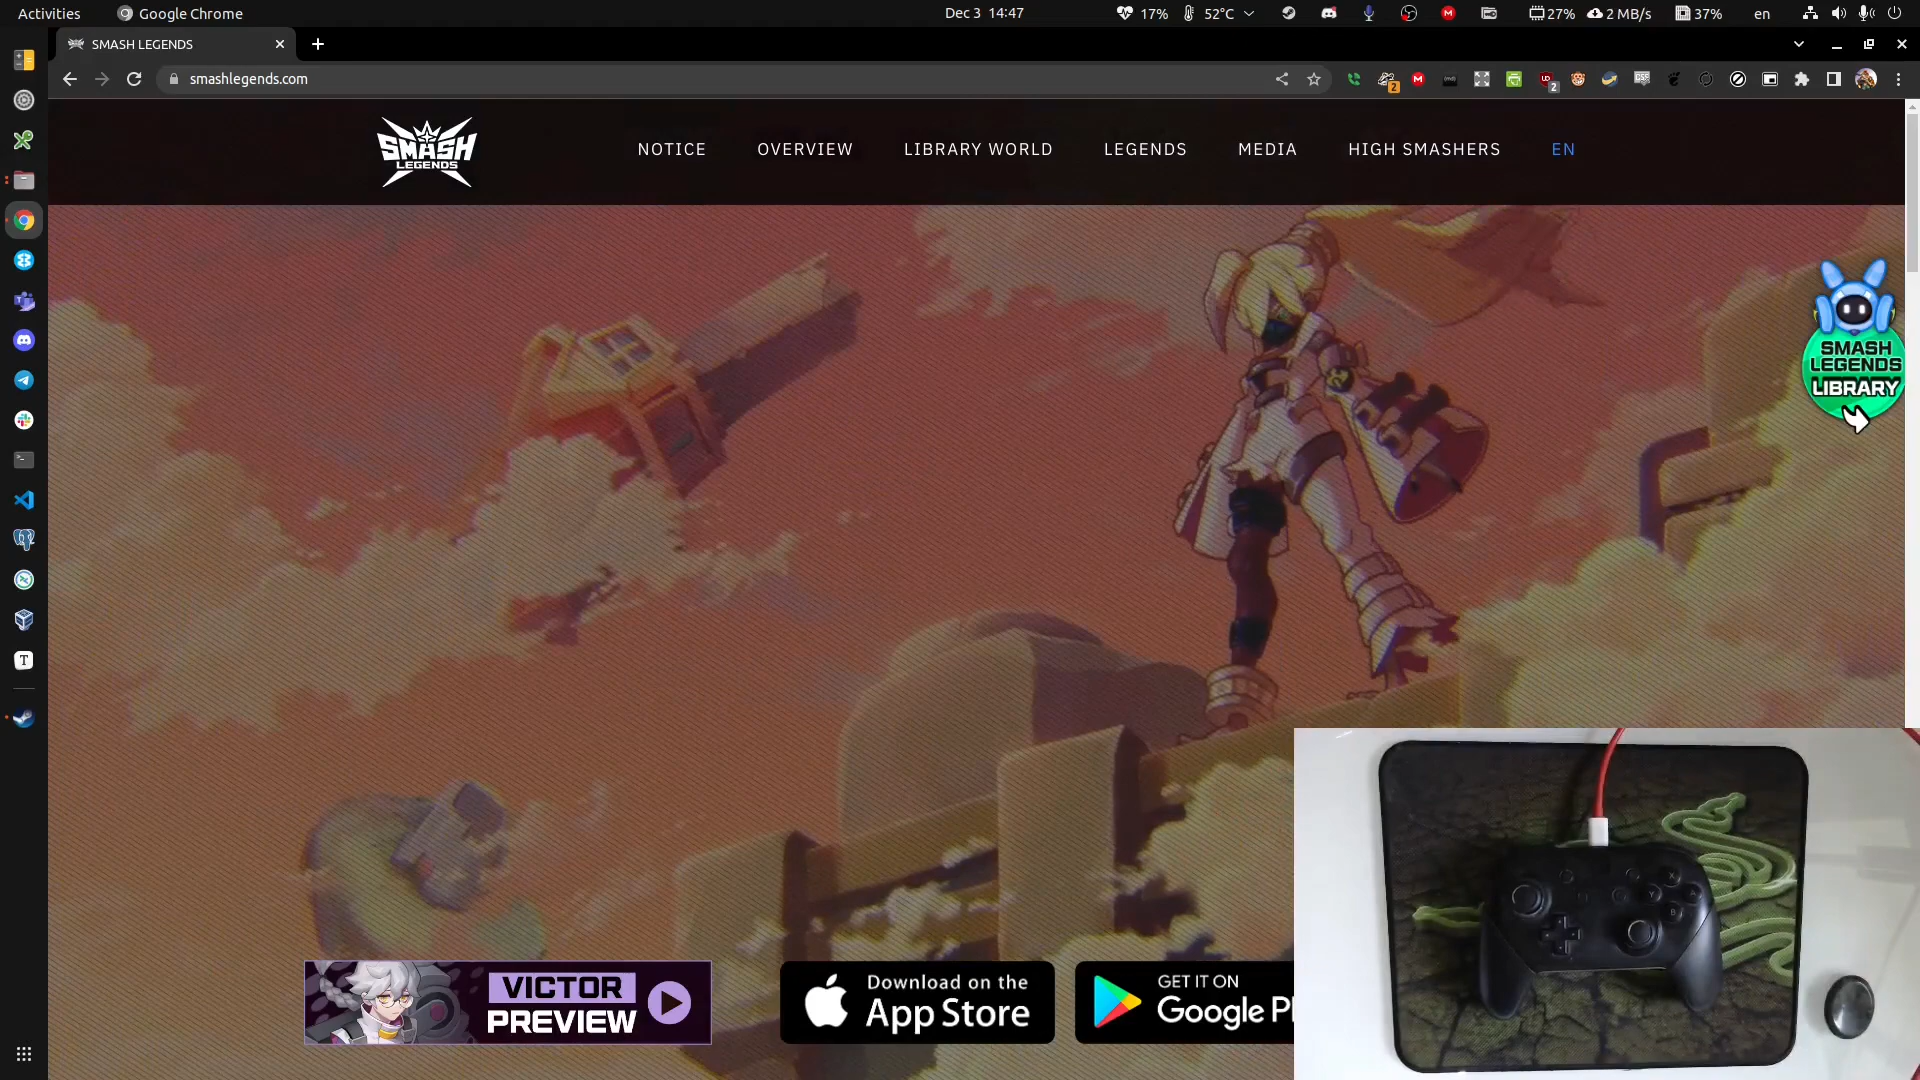 Activities
Google Chrome
Dec 3 14:47
17%
52°C
27%
2 MB/s
37%
en
SMASH LEGENDS
smashlegends.com
2
2
SMASH
LEGENDS
NOTICE
OVERVIEW
LIBRARY WORLD
LEGENDS
MEDIA
HIGH SMASHERS
EN
SMASH
LEGENDS
LIBRARY
VICTOR
PREVIEW
Download on the
App Store
GET IT ON
Google Pl
X
Y
A
B